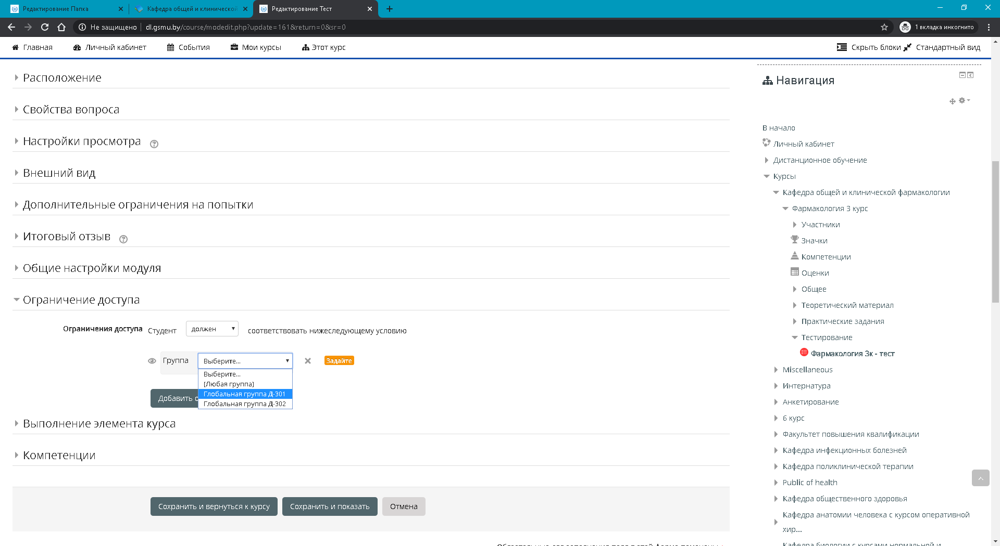 Редактирование Папка
Кафедра общей и клинической
Редактирование Тест
Не защищено
dl.gsmu.by/course/modedit.php?update=161&return=0&sr=0
1 вкладка инкогнито
Главная
Личный кабинет
События
Мои курсы
Этот курс
Скрыть блоки
Стандартный вид
Расположение
Свойства вопроса
Настройки просмотра
Внешний вид
Дополнительные ограничения на попытки
Итоговый отзыв
Общие настройки модуля
Ограничение доступа
Ограничения доступа Студент должен соответствовать нижеследующему условию
Группа Выберите... Задайте
Выберите...
(Любая группа)
Глобальная группа Д-301
Глобальная группа Д-302
Добавить
Выполнение элемента курса
Компетенции
Сохранить и вернуться к курсу
Сохранить и показать
Отмена
Навигация
В начало
Личный кабинет
Дистанционное обучение
Курсы
Кафедра общей и клинической фармакологии
Фармакология 3 курс
Участники
Значки
Компетенции
Оценки
Общее
Теоретический материал
Практические задания
Тестирование
Фармакология 3к - тест
Miscellaneous
Интернатура
Анкетирование
6 курс
Факультет повышения квалификации
Кафедра инфекционных болезней
Кафедра поликлинической терапии
Public of health
Кафедра общественного здоровья
Кафедра анатомии человека с курсом оперативной
хир...
Кафедра биологии с курсами нормальной и